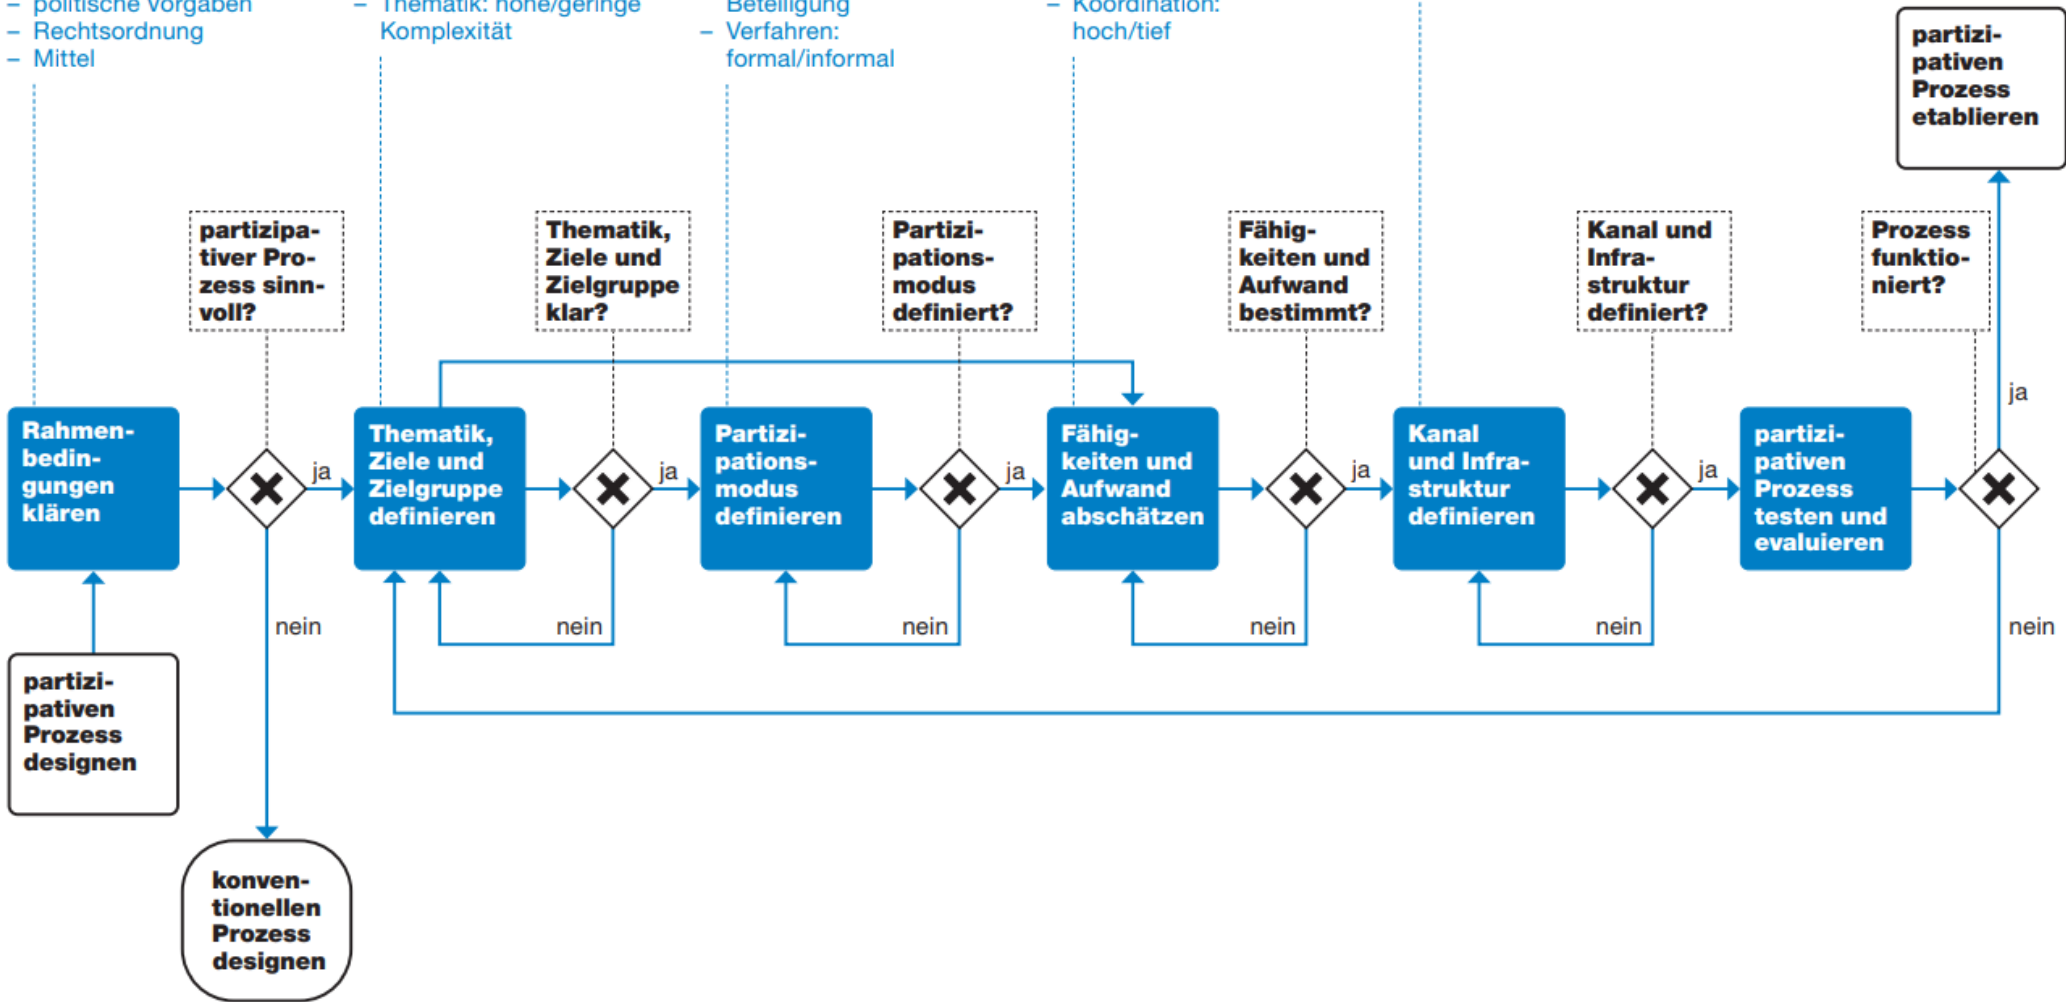 – politische Vorgaben
– Rechtsordnung
– Mittel
– Thematik: hohe/geringe
Komplexität
Beteiligung
– Verfahren:
formal/informal
– Koordination:
hoch/tief
partizi-
pativen
Prozess
etablieren
partizipa-
tiver Pro-
zess sinn-
voll?
Thematik,
Ziele und
Zielgruppe
klar?
Partizi-
pations-
modus
definiert?
Fähig-
keiten und
Aufwand
bestimmt?
Kanal und
Infra-
struktur
definiert?
Prozess
funktio-
niert?
ja
Rahmen-
bedin-
gungen
klären
ja
Thematik,
Ziele und
Zielgruppe
definieren
ja
Partizi-
pations-
modus
definieren
ja
Fähig-
keiten und
Aufwand
abschätzen
ja
Kanal
und Infra-
struktur
definieren
ja
partizi-
pativen
Prozess
testen und
evaluieren
nein
nein
nein
nein
nein
nein
partizi-
pativen
Prozess
designen
konven-
tionellen
Prozess
designen